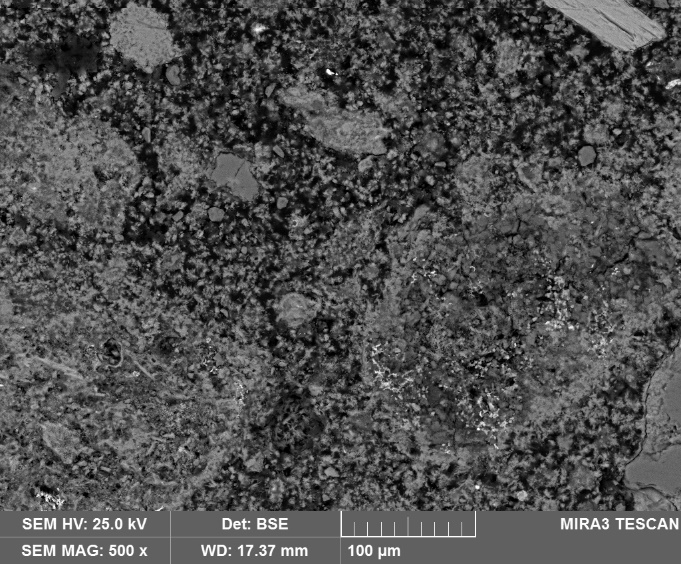 SEM HV: 25.0 kV Det: BSE MIRA3 TESCAN
SEM MAG: 500 x WD: 17.37 mm 100 µm